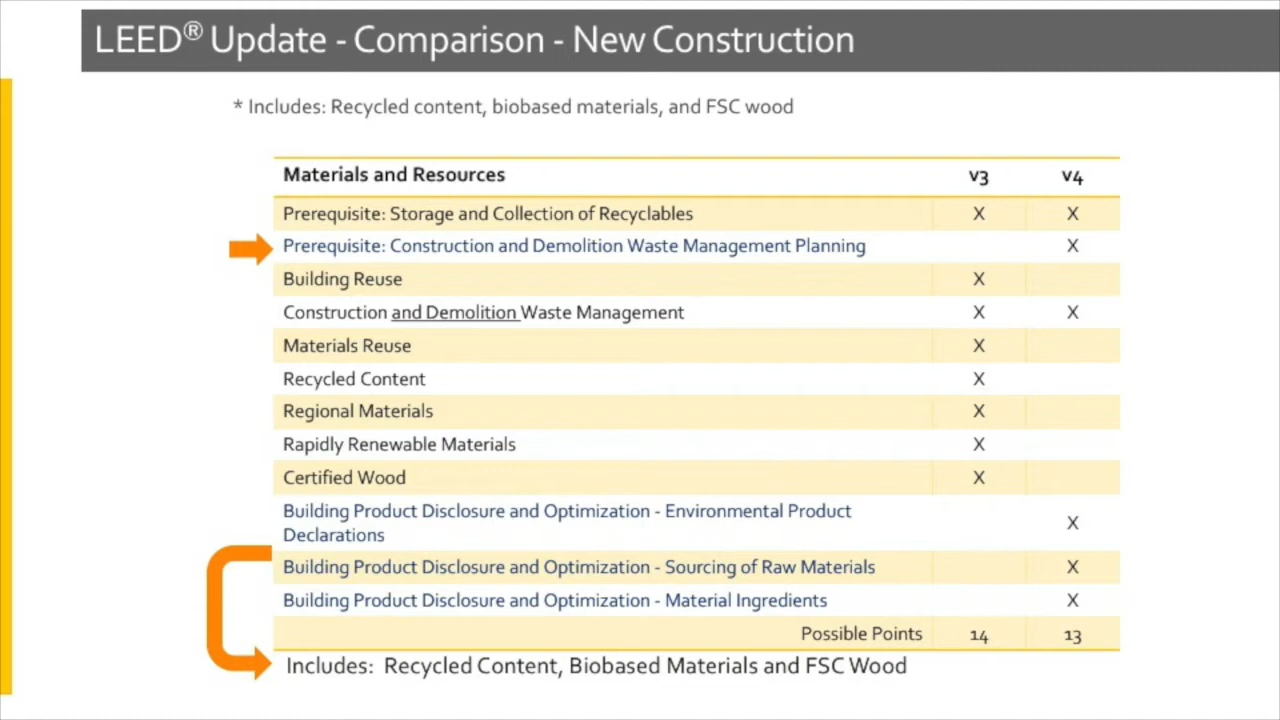 LEED® Update - Comparison - New Construction
* Includes: Recycled content, biobased materials, and FSC wood
Materials and Resources v3 v4
Prerequisite: Storage and Collection of Recyclables X X
Prerequisite: Construction and Demolition Waste Management Planning X
Building Reuse X
Construction and Demolition Waste Management X X
Materials Reuse X
Recycled Content X
Regional Materials X
Rapidly Renewable Materials X
Certified Wood X
Building Product Disclosure and Optimization - Environmental Product
Declarations X
Building Product Disclosure and Optimization - Sourcing of Raw Materials X
Building Product Disclosure and Optimization - Material Ingredients X
Possible Points 14 13
Includes: Recycled Content, Biobased Materials and FSC Wood